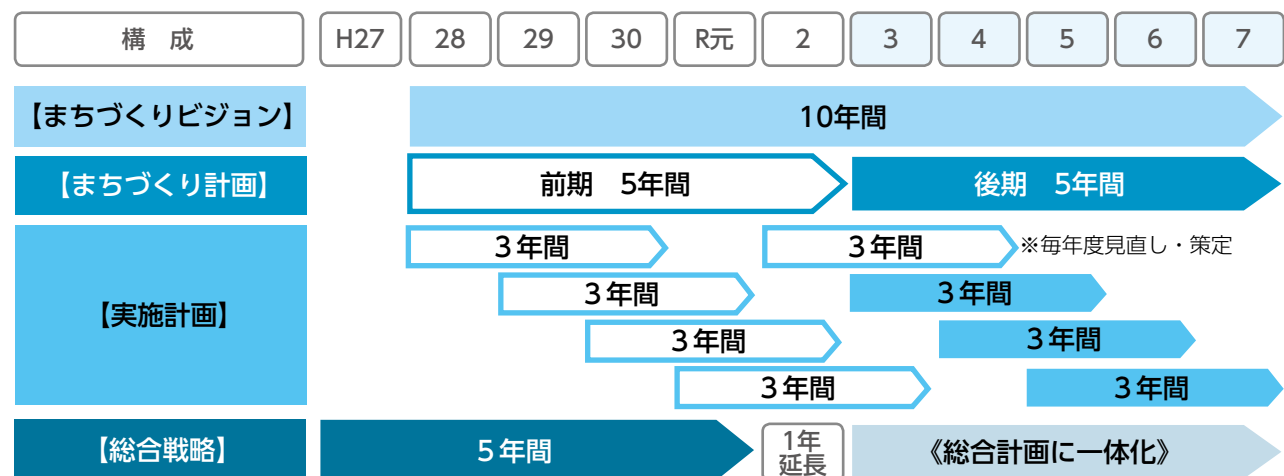 構 成 H27 28 29 30 R元 2 3 4 5 6 7
【まちづくりビジョン】 10年間
【まちづくり計画】 前期 5年間 後期 5年間
【実施計画】
3年間 3年間 ※毎年度見直し・策定
3年間 3年間
3年間 3年間
3年間 3年間
【総合戦略】 5年間 1年
延長 《総合計画に一体化》